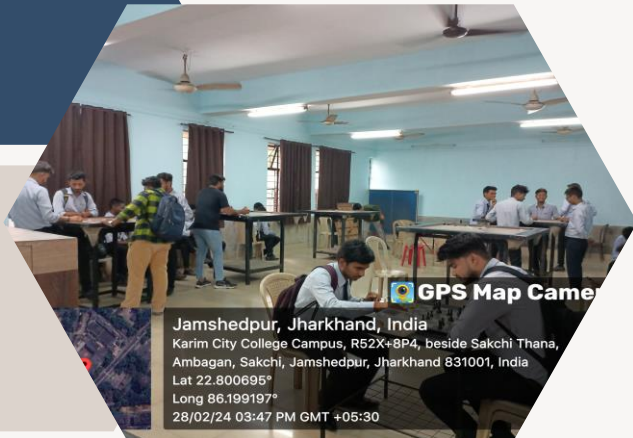 GPS Map Camer
Jamshedpur, Jharkhand, India
Karim City College Campus, R52X+8P4, beside Sakchi Thana,
Ambagan, Sakchi, Jamshedpur, Jharkhand 831001, India
Lat 22.800695°
Long 86.199197°
28/02/24 03:47 PM GMT +05:30